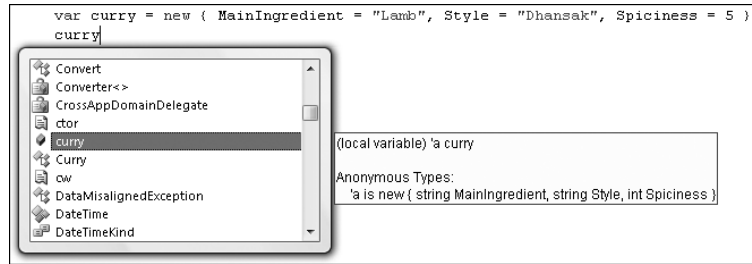 var curry = new { MainIngredient = "Lamb", Style = "Dhansak", Spiciness = 5 }
curry
Convert
Converter<>
CrossAppDomainDelegate
ctor
curry
Curry
cw
DataMisalignedException
DateTime
DateTimeKind
(local variable) 'a curry
Anonymous Types:
'a is new { string MainIngredient, string Style, int Spiciness }